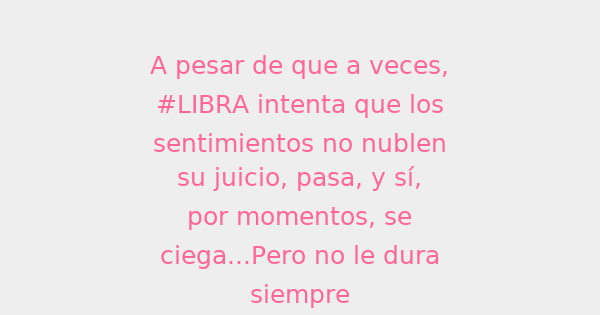 A pesar de que a veces,
#LIBRA intenta que los
sentimientos no nublen
su juicio, pasa, y sí,
por momentos, se
ciega...Pero no le dura
siempre